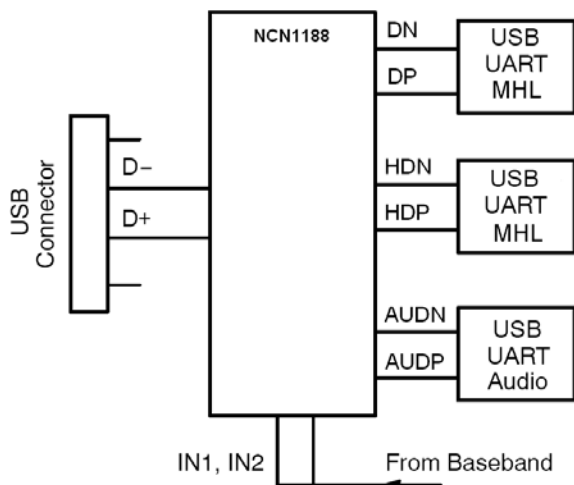 NCN1188
DN
DP
USB
UART
MHL
USB
Connector
D−
D+
HDN
HDP
USB
UART
MHL
AUDN
AUDP
USB
UART
Audio
IN1, IN2
From Baseband